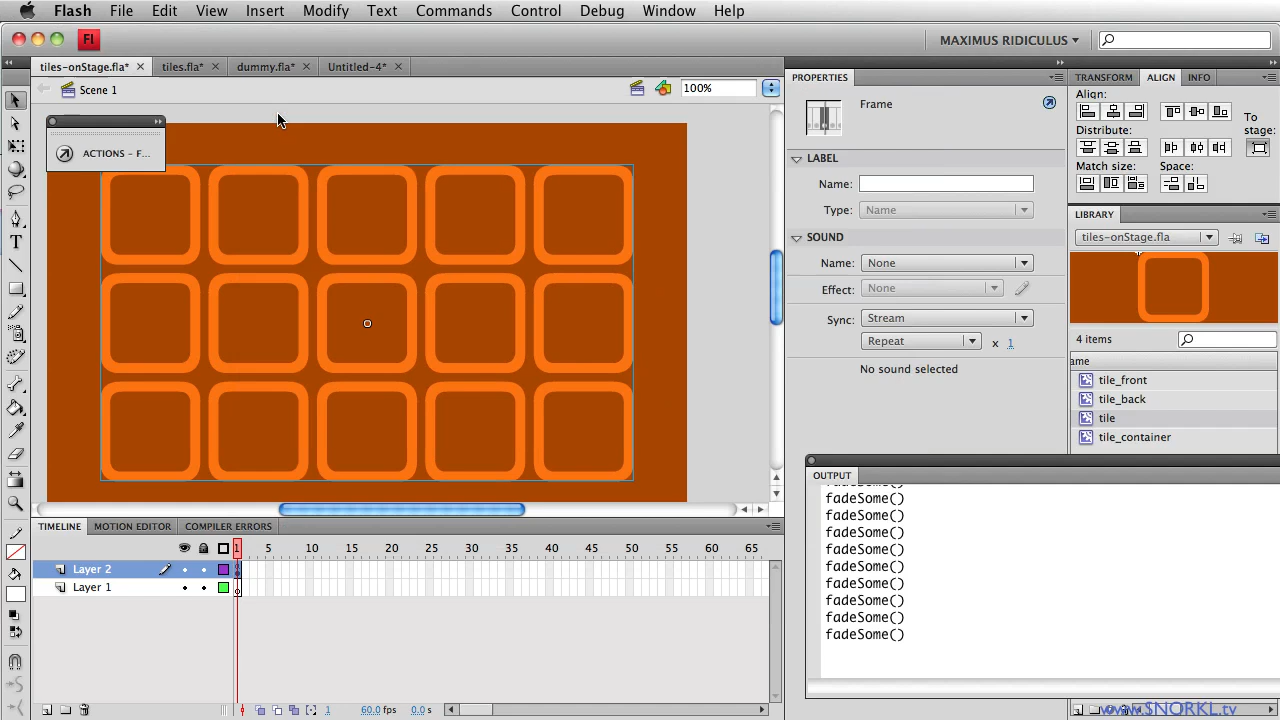 Flash File Edit View Insert Modify Text Commands Control Debug Window Help
Fl MAXIMUS RIDICULUS
tiles-onStage.fla* tiles.fla* dummy.fla* Untitled-4*
Scene 1 100%
ACTIONS – F...
PROPERTIES
Frame
LABEL
Name:
Type: Name
SOUND
Name: None
Effect: None
Sync: Stream
Repeat x 1
No sound selected
TRANSFORM ALIGN INFO
Align:
To
stage:
Distribute:
Match size: Space:
LIBRARY
tiles-onStage.fla
4 items
ame
tile_front
tile_back
tile
tile_container
OUTPUT
fadeSome()
fadeSome()
fadeSome()
fadeSome()
fadeSome()
fadeSome()
fadeSome()
fadeSome()
fadeSome()
fadeSome()
TIMELINE MOTION EDITOR COMPILER ERRORS
1 5 10 15 20 25 30 35 40 45 50 55 60 65
Layer 2
Layer 1
1 60.0 fps 0.0 s
www.SNORKL.tv